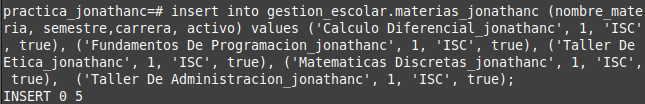 practica_jonathanc=# insert into gestion_escolar.materias_jonathanc (nombre_mate
ria, semestre,carrera, activo) values ('Calculo Diferencial_jonathanc', 1, 'ISC'
, true), ('Fundamentos De Programacion_jonathanc', 1, 'ISC', true), ('Taller De
Etica_jonathanc', 1, 'ISC', true), ('Matematicas Discretas_jonathanc', 1, 'ISC',
 true),  ('Taller De Administracion_jonathanc', 1, 'ISC', true);
INSERT 0 5